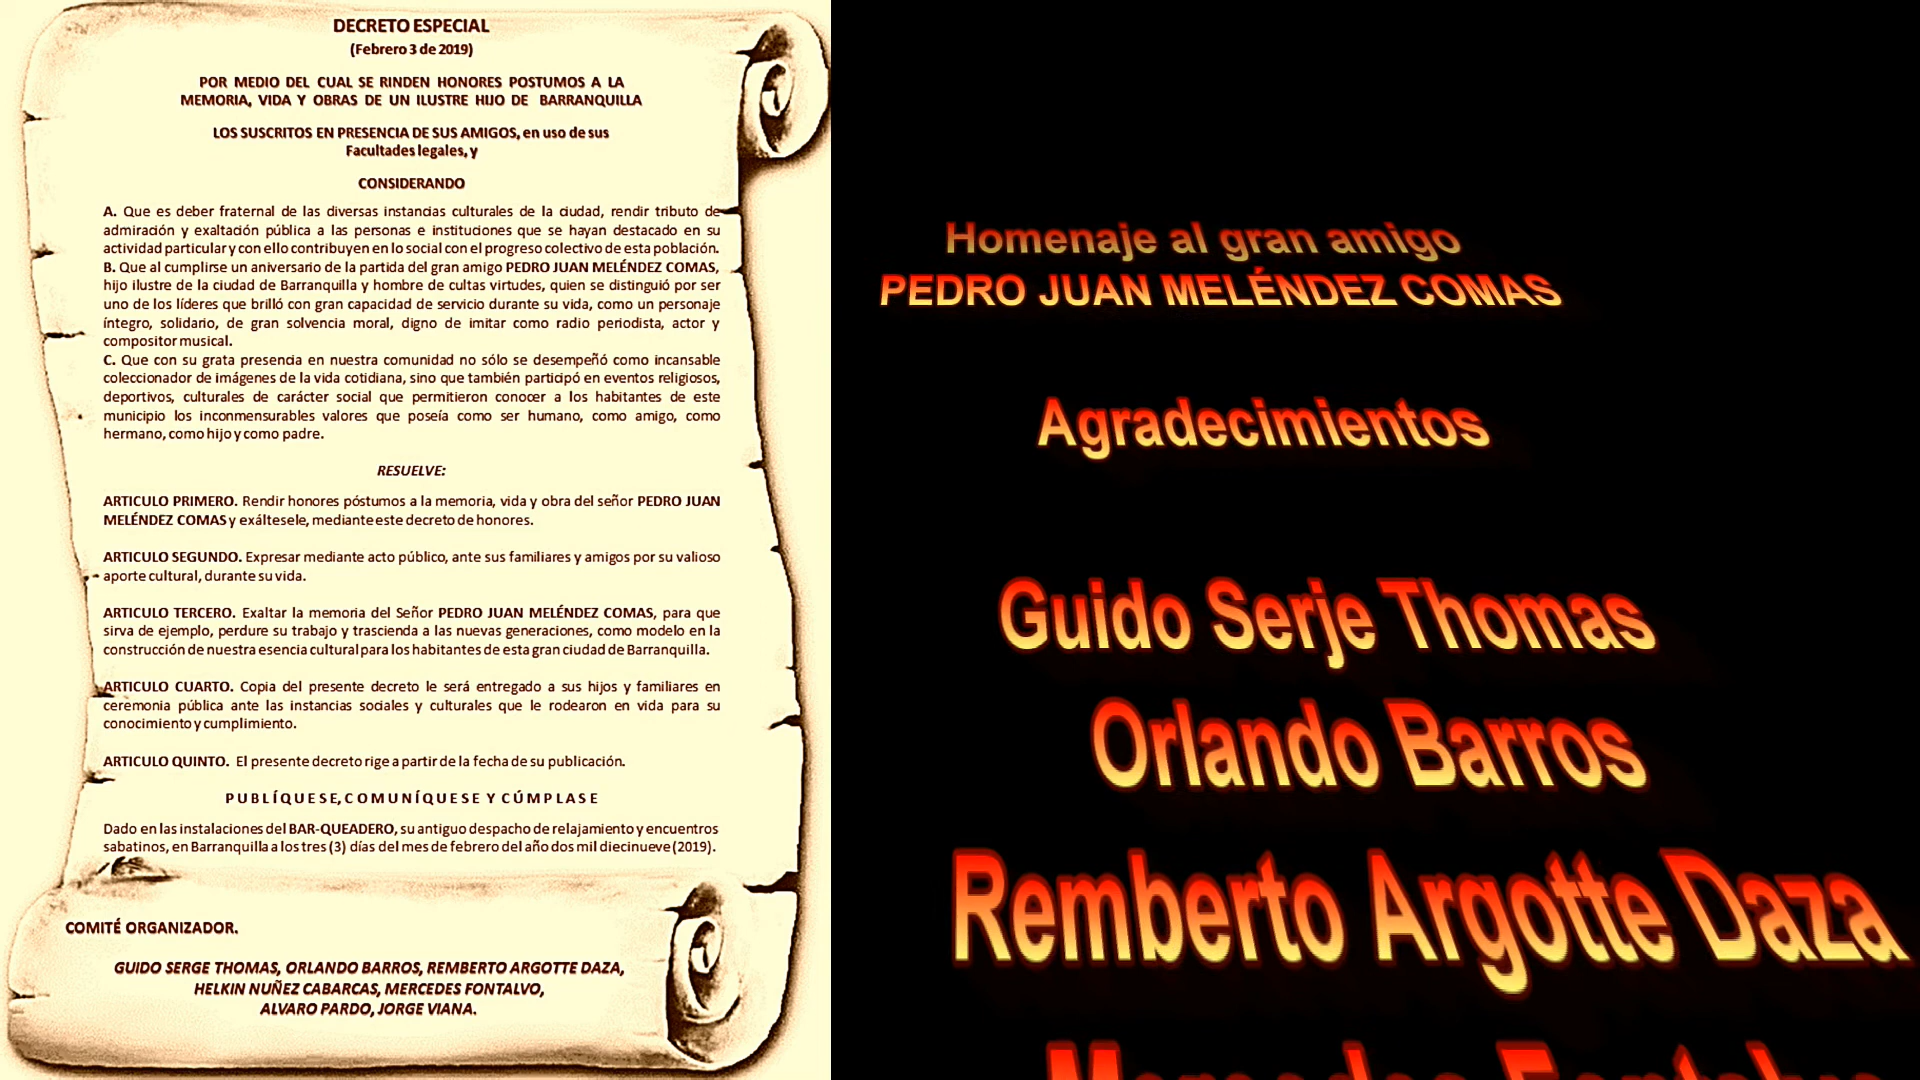 DECRETO ESPECIAL
(Febrero 3 de 2019)
POR MEDIO DEL CUAL SE RINDEN HONORES POSTUMOS A LA
MEMORIA, VIDA Y OBRAS DE UN ILUSTRE HIJO DE BARRANQUILLA
LOS SUSCRITOS EN PRESENCIA DE SUS AMIGOS, en uso de sus
Facultades legales, y
CONSIDERANDO
A. Que es deber fraternal de las diversas instancias culturales de la ciudad, rendir tributo de
admiración y exaltación pública a las personas e instituciones que se hayan destacado en su
actividad particular y con ello contribuyen en lo social con el progreso colectivo de esta población.
B. Que al cumplirse un aniversario de la partida del gran amigo PEDRO JUAN MELÉNDEZ COMAS,
hijo ilustre de la ciudad de Barranquilla y hombre de cultas virtudes, quien se distinguió por ser
uno de los líderes que brilló con gran capacidad de servicio durante su vida, como un personaje
íntegro, solidario, de gran solvencia moral, digno de imitar como radio periodista, actor y
compositor musical.
C. Que con su grata presencia en nuestra comunidad no sólo se desempeñó como incansable
coleccionador de imágenes de la vida cotidiana, sino que también participó en eventos religiosos,
deportivos, culturales de carácter social que permitieron conocer a los habitantes de este
municipio los inconmensurables valores que poseía como ser humano, como amigo, como
hermano, como hijo y como padre.
RESUELVE:
ARTICULO PRIMERO. Rendir honores póstumos a la memoria, vida y obra del señor PEDRO JUAN
MELÉNDEZ COMAS y exáltesele, mediante este decreto de honores.
ARTICULO SEGUNDO. Expresar mediante acto público, ante sus familiares y amigos por su valioso
aporte cultural, durante su vida.
ARTICULO TERCERO. Exaltar la memoria del Señor PEDRO JUAN MELÉNDEZ COMAS, para que
sirva de ejemplo, perdure su trabajo y trascienda a las nuevas generaciones, como modelo en la
construcción de nuestra esencia cultural para los habitantes de esta gran ciudad de Barranquilla.
ARTICULO CUARTO. Copia del presente decreto le será entregado a sus hijos y familiares en
ceremonia pública ante las instancias sociales y culturales que le rodearon en vida para su
conocimiento y cumplimiento.
ARTICULO QUINTO. El presente decreto rige a partir de la fecha de su publicación.
P U B L Í Q U E S E, C O M U N Í Q U E S E Y C Ú M P L A S E
Dado en las instalaciones del BAR-QUEADERO, su antiguo despacho de relajamiento y encuentros
sabatinos, en Barranquilla a los tres (3) días del mes de febrero del año dos mil diecinueve (2019).
COMITÉ ORGANIZADOR.
GUIDO SERGE THOMAS, ORLANDO BARROS, REMBERTO ARGOTTE DAZA,
HELKIN NUÑEZ CABARCAS, MERCEDES FONTALVO,
ALVARO PARDO, JORGE VIANA.
Homenaje al gran amigo
PEDRO JUAN MELÉNDEZ COMAS
Agradecimientos
Guido Serje Thomas
Orlando Barros
Remberto Argotte Daza
Mercedes Fontalvo